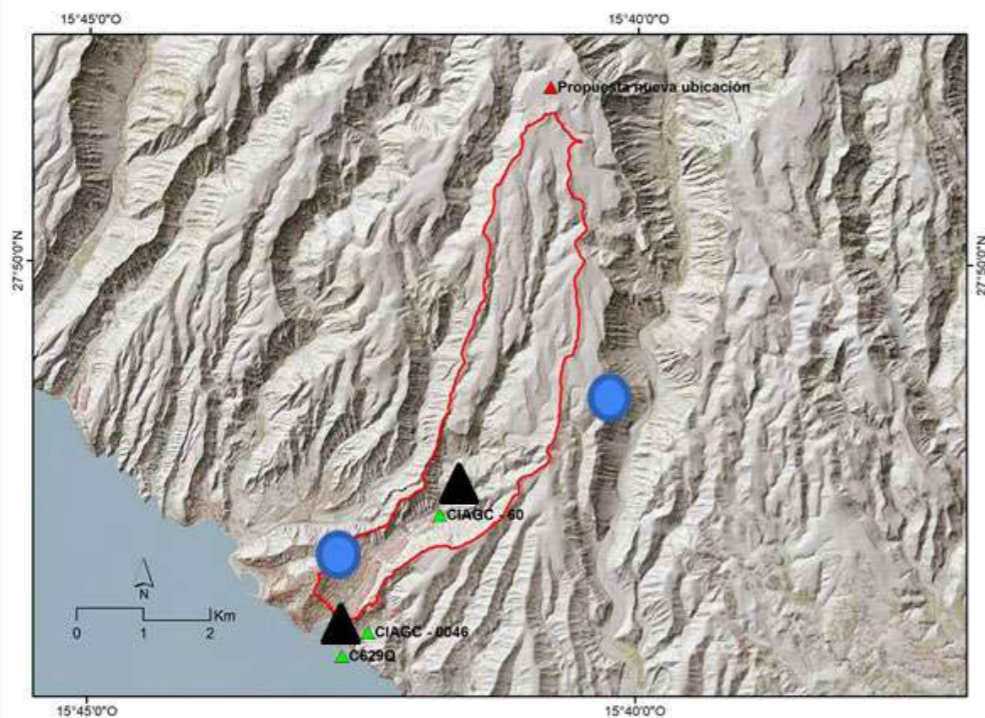 15°45'0"O
15°40'0"O
Propuesta nueva ubicación
27°50'0"N
27°50'0"N
CIAGC - 60
N
Km
0 1 2
CIAGC - 0046
C629Q
15°45'0"O
15°40'0"O